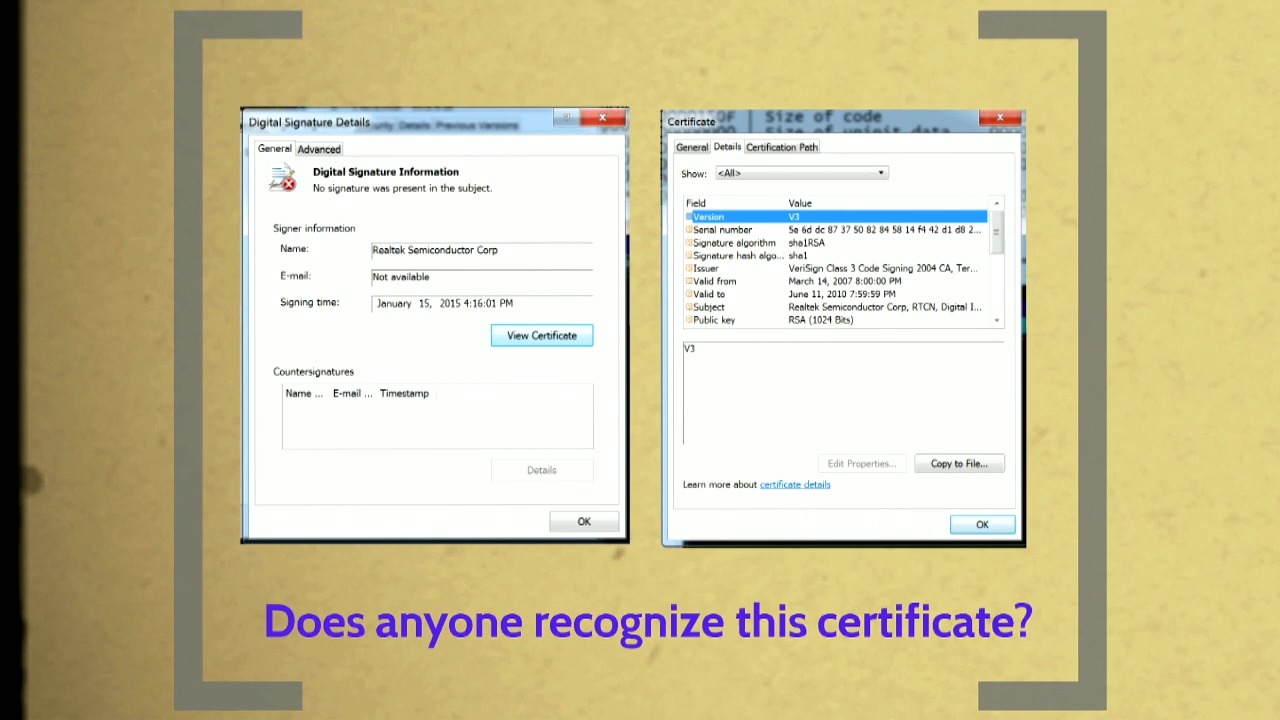 Digital Signature Details
General Advanced
Digital Signature Information
No signature was present in the subject.
Signer information
Name: Realtek Semiconductor Corp
E-mail: Not available
Signing time: January 15, 2015 4:16:01 PM
View Certificate
Countersignatures
Name ... E-mail ... Timestamp
Details
OK
Size of code
Certificate
General Details Certification Path
Show: <All>
Field Value
Version V3
Serial number 5e 6d dc 87 37 50 82 84 58 14 f4 42 d1 d8 2...
Signature algorithm sha1RSA
Signature hash algo... sha1
Issuer VeriSign Class 3 Code Signing 2004 CA, Ter...
Valid from March 14, 2007 8:00:00 PM
Valid to June 11, 2010 7:59:59 PM
Subject Realtek Semiconductor Corp, RTCN, Digital I...
Public key RSA (1024 Bits)
V3
Edit Properties... Copy to File...
Learn more about certificate details
OK
Does anyone recognize this certificate?